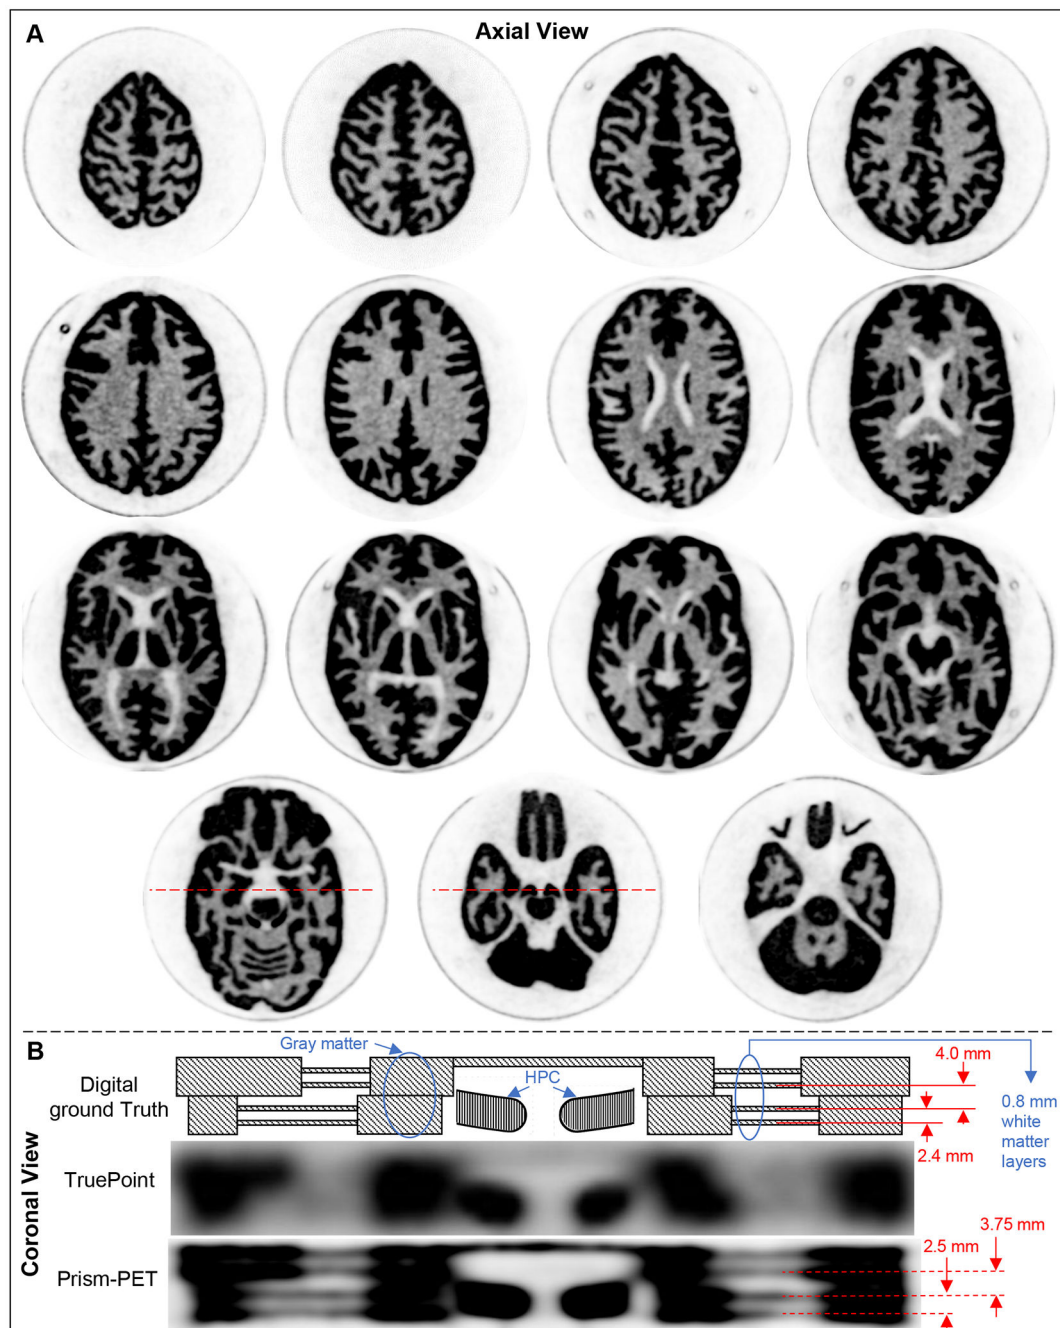 A
Axial View
B
Gray matter
HPC
4.0 mm
Digital
ground Truth
0.8 mm
white
matter
layers
2.4 mm
Coronal View
TruePoint
3.75 mm
2.5 mm
Prism-PET